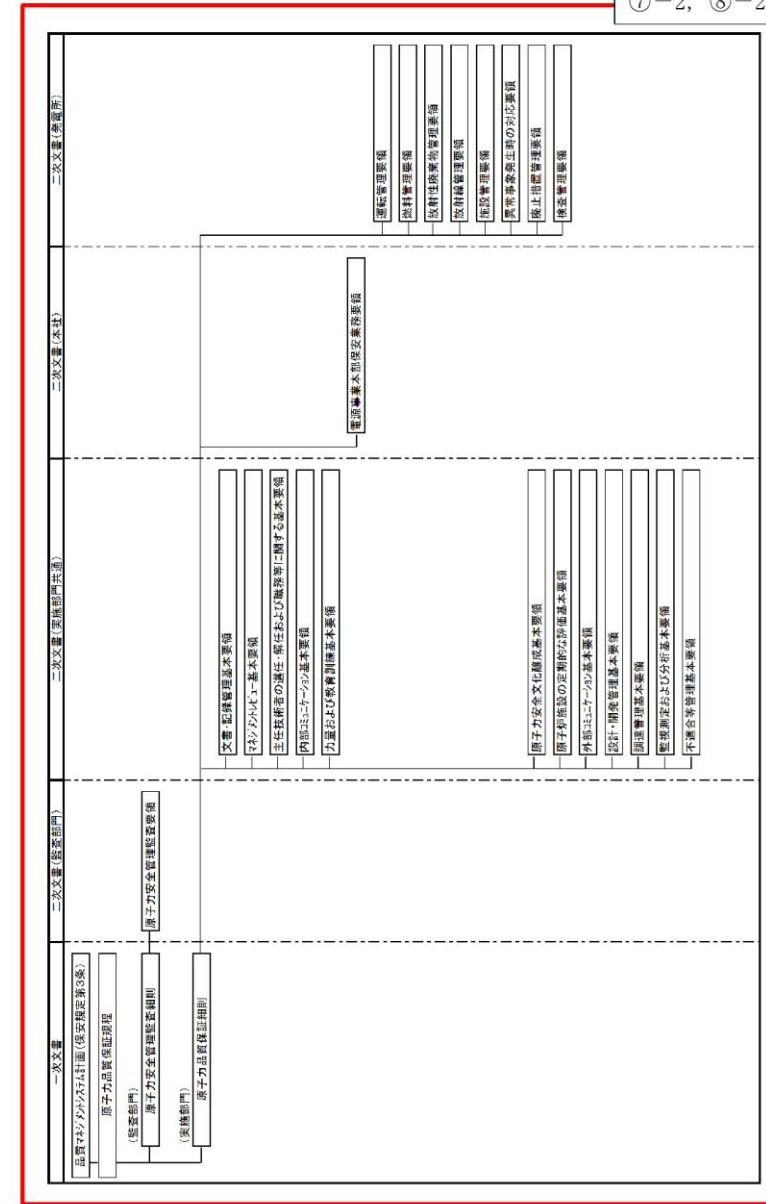 ⑦-2, ⑧-2
一次文書
品質マネジメントシステム計画(保安規定第3条)
原子力品質保証規程
(監査部門)
原子力安全管理監査細則
(実施部門)
原子力品質保証細則
二次文書(監査部門)
原子力安全管理監査要領
二次文書(実施部門共通)
文書・記録管理基本要領
マネジメントレビュー基本要領
主任技術者の選任・解任および職務等に関する基本要領
内部コミュニケーション基本要領
力量および教育訓練基本要領
原子力安全文化醸成基本要領
原子炉施設の定期的な評価基本要領
外部コミュニケーション基本要領
設計・開発管理基本要領
調達管理基本要領
監視測定および分析基本要領
不適合等管理基本要領
二次文書(本社)
電源事業本部保安業務要領
二次文書(発電所)
運転管理要領
燃料管理要領
放射性廃棄物管理要領
放射線管理要領
施設管理要領
異常事象発生時の対応要領
廃止措置管理要領
検査管理要領